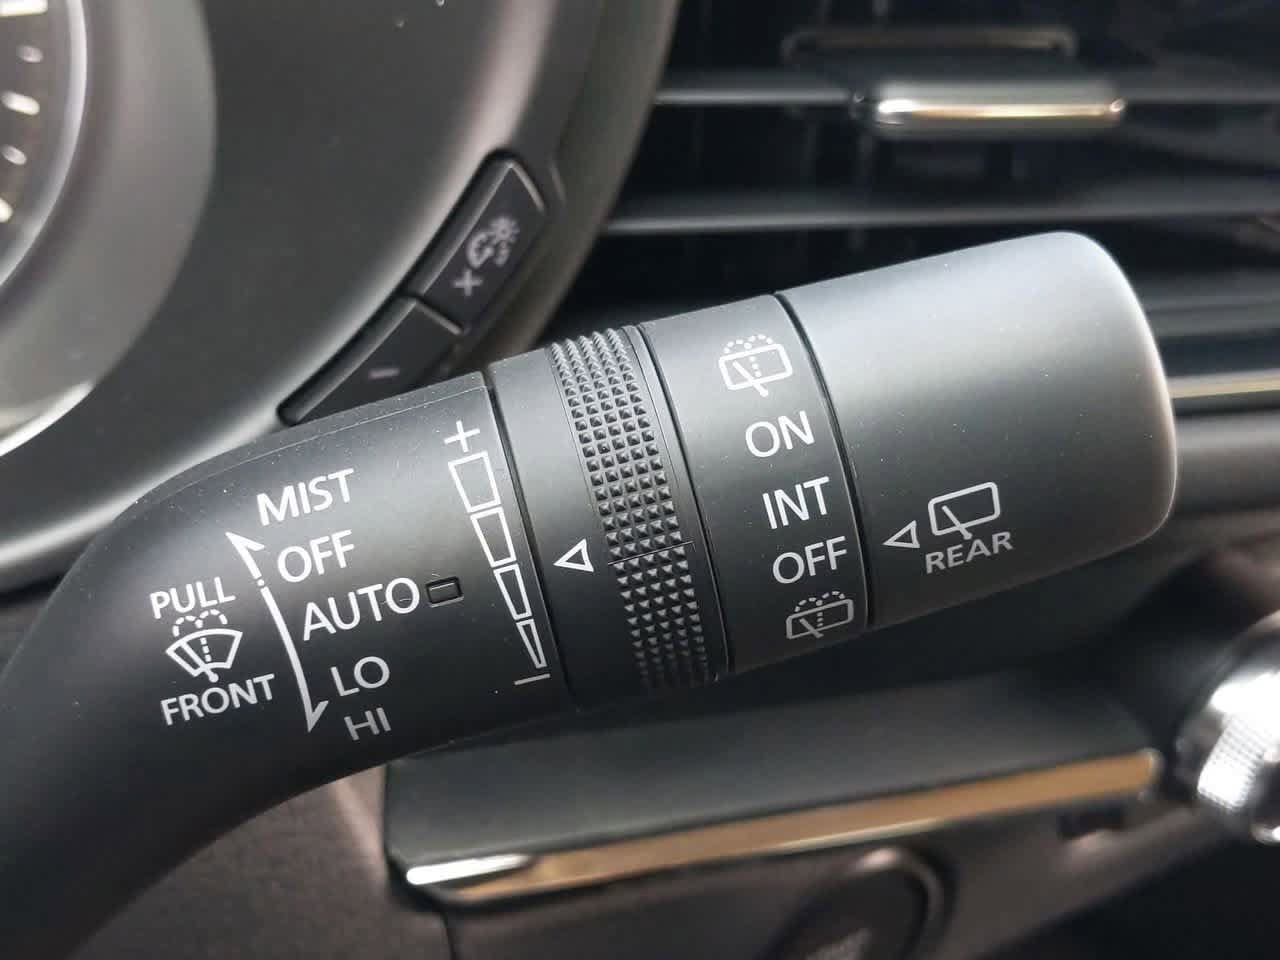 MIST
OFF
AUTO
LO
HI
PULL
FRONT
+
−
ON
INT
OFF
REAR